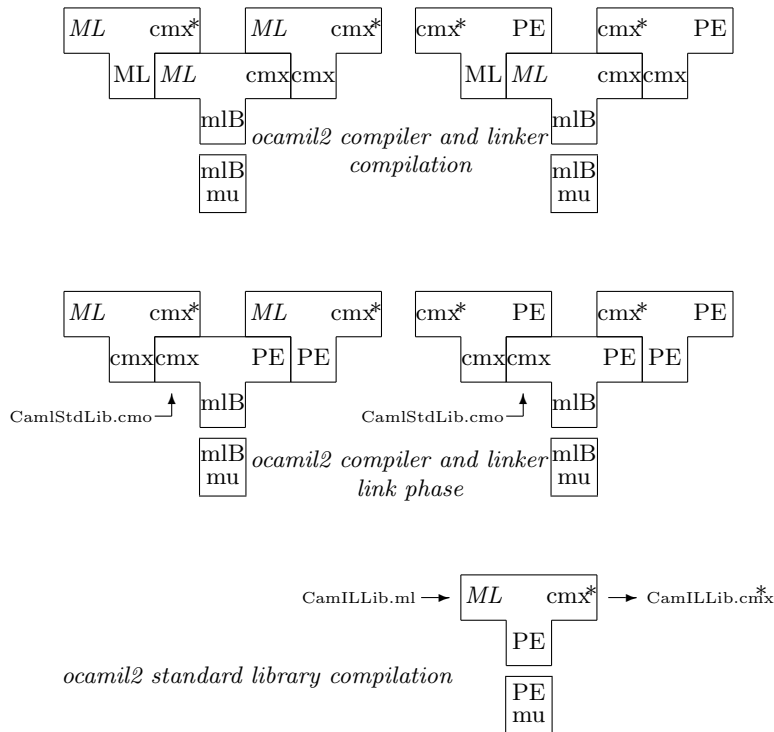 ML cmx* ML cmx* cmx* PE cmx* PE
ML ML cmx cmx ML ML cmx cmx
mlB mlB
ocamil2 compiler and linker
compilation
mlB mlB
mu mu
ML cmx* ML cmx* cmx* PE cmx* PE
cmx cmx PE PE cmx cmx PE PE
mlB mlB
CamlStdLib.cmo CamlStdLib.cmo
mlB ocamil2 compiler and linker mlB
mu link phase mu
CamILLib.ml ML cmx* CamILLib.cmx*
PE
ocamil2 standard library compilation
PE
mu